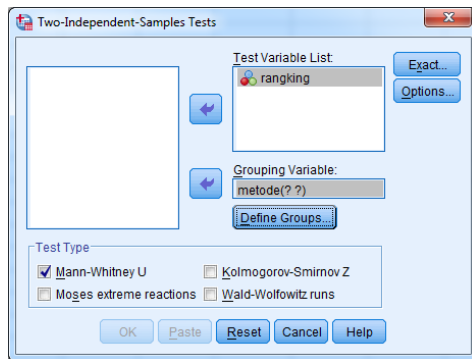 Two-Independent-Samples Tests
Test Variable List:
rangking
Exact...
Options...
Grouping Variable:
metode(? ?)
Define Groups...
Test Type
Mann-Whitney U
Kolmogorov-Smirnov Z
Moses extreme reactions
Wald-Wolfowitz runs
OK
Paste
Reset
Cancel
Help